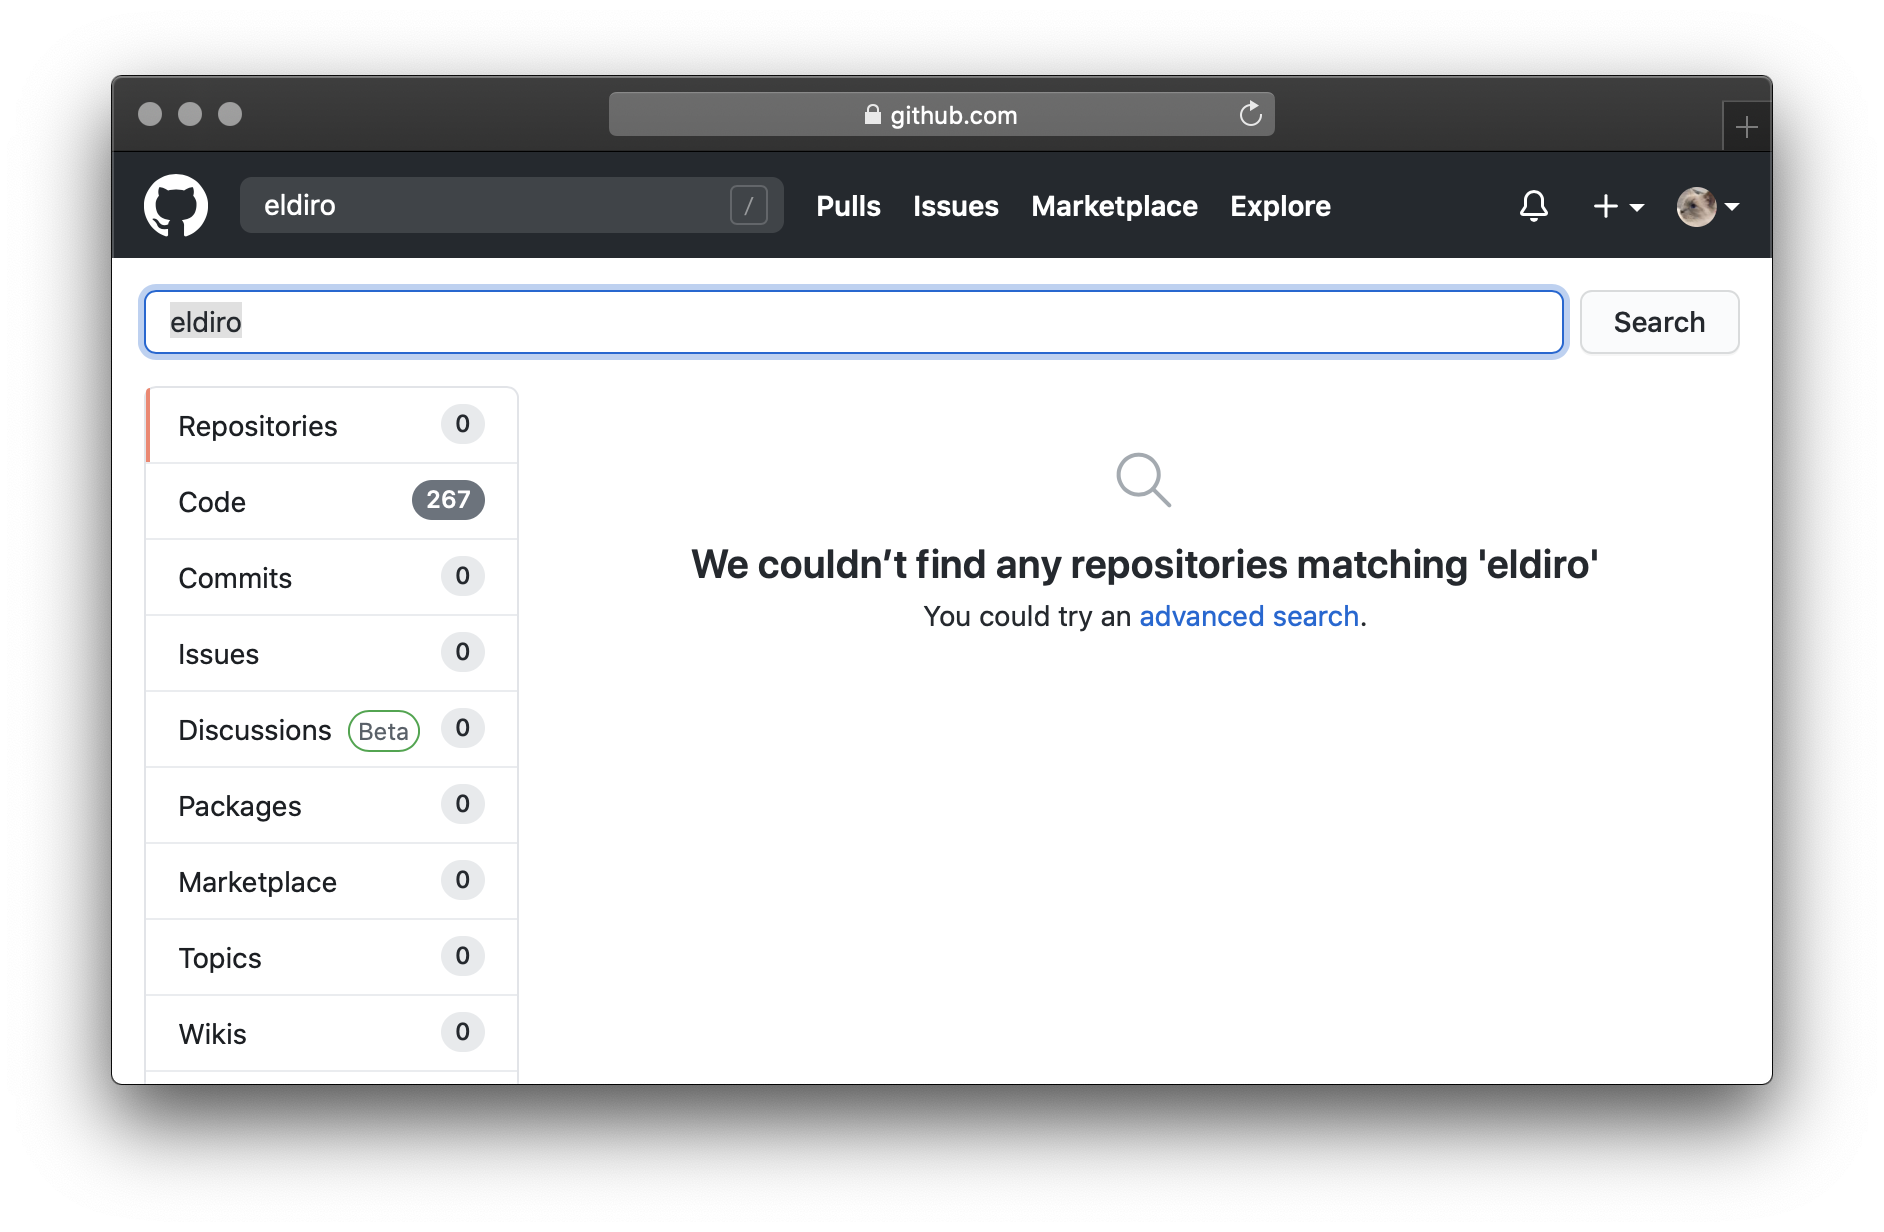 github.com
eldiro /
Pulls Issues Marketplace Explore
eldiro
Search
Repositories 0
Code 267
Commits 0
Issues 0
Discussions Beta 0
Packages 0
Marketplace 0
Topics 0
Wikis 0
We couldn’t find any repositories matching 'eldiro'
You could try an advanced search.